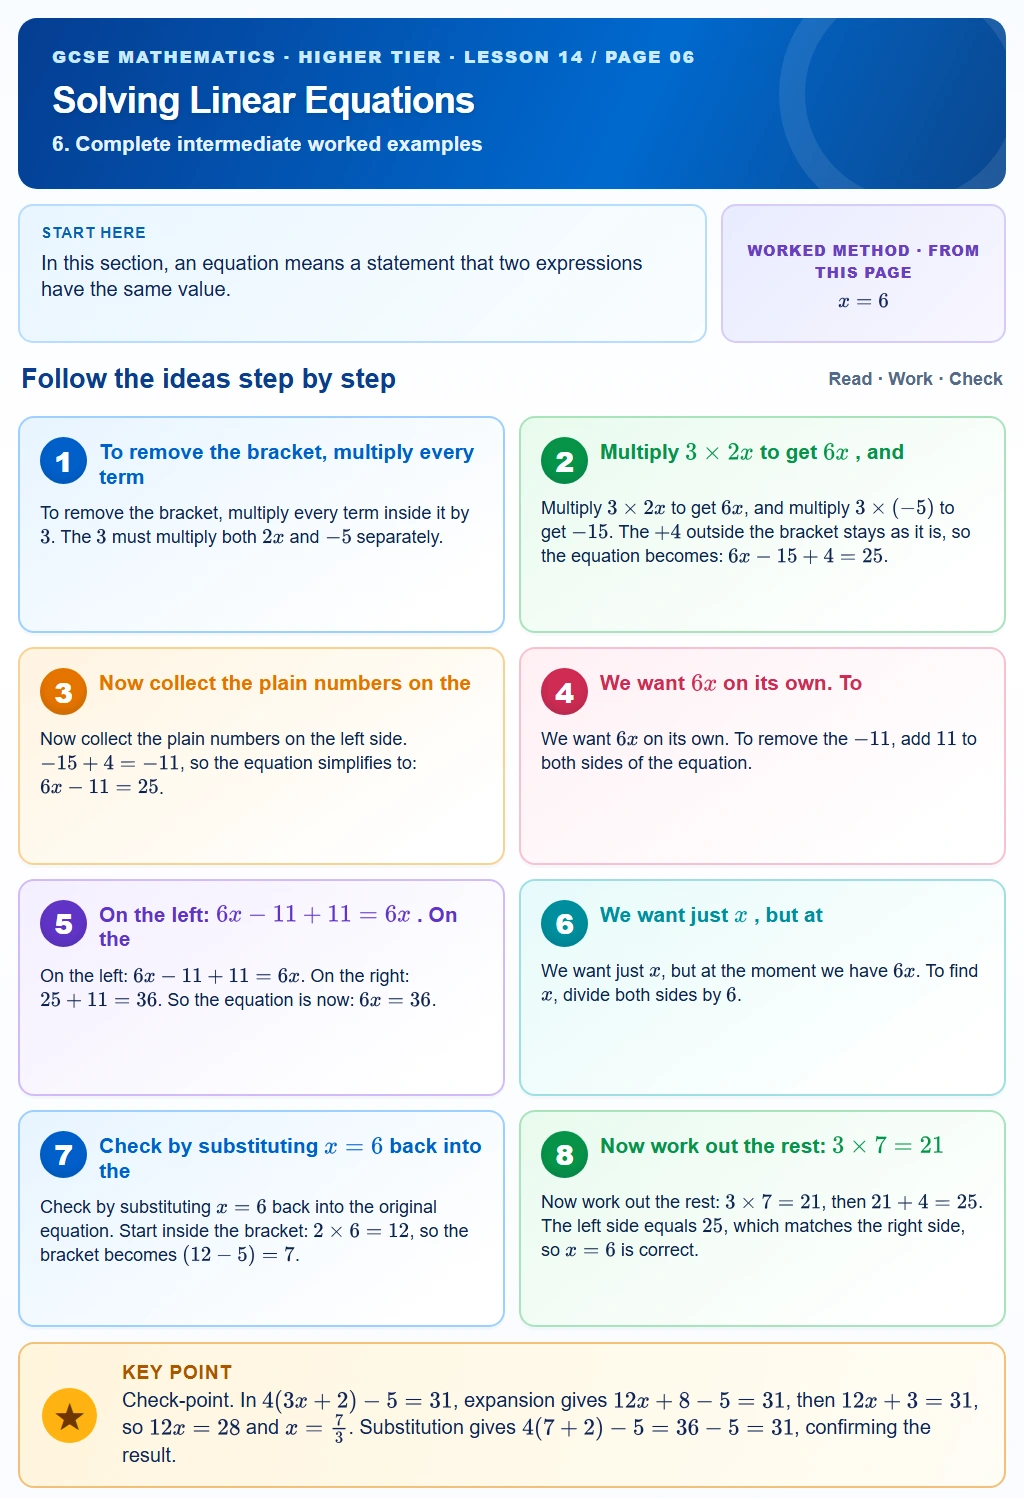 GCSE MATHEMATICS · HIGHER TIER · LESSON 14 / PAGE 06
Solving Linear Equations
6. Complete intermediate worked examples
START HERE
In this section, an equation means a statement that two expressions
have the same value.
WORKED METHOD · FROM
THIS PAGE
x = 6
Follow the ideas step by step
Read · Work · Check
1
To remove the bracket, multiply every
term
To remove the bracket, multiply every term inside it by
3. The 3 must multiply both 2x and −5 separately.
2
Multiply 3 × 2x to get 6x , and
Multiply 3 × 2x to get 6x, and multiply 3 × (−5) to
get −15. The +4 outside the bracket stays as it is, so
the equation becomes: 6x − 15 + 4 = 25.
3
Now collect the plain numbers on the
Now collect the plain numbers on the left side.
−15 + 4 = −11, so the equation simplifies to:
6x − 11 = 25.
4
We want 6x on its own. To
We want 6x on its own. To remove the −11, add 11 to
both sides of the equation.
5
On the left: 6x − 11 + 11 = 6x . On
the
On the left: 6x − 11 + 11 = 6x. On the right:
25 + 11 = 36. So the equation is now: 6x = 36.
6
We want just x , but at
We want just x, but at the moment we have 6x. To find
x, divide both sides by 6.
7
Check by substituting x = 6 back into
the
Check by substituting x = 6 back into the original
equation. Start inside the bracket: 2 × 6 = 12, so the
bracket becomes (12 − 5) = 7.
8
Now work out the rest: 3 × 7 = 21
Now work out the rest: 3 × 7 = 21, then 21 + 4 = 25.
The left side equals 25, which matches the right side,
so x = 6 is correct.
KEY POINT
Check-point. In 4(3x + 2) − 5 = 31, expansion gives 12x + 8 − 5 = 31, then 12x + 3 = 31,
so 12x = 28 and x = 7/3. Substitution gives 4(7 + 2) − 5 = 36 − 5 = 31, confirming the
result.